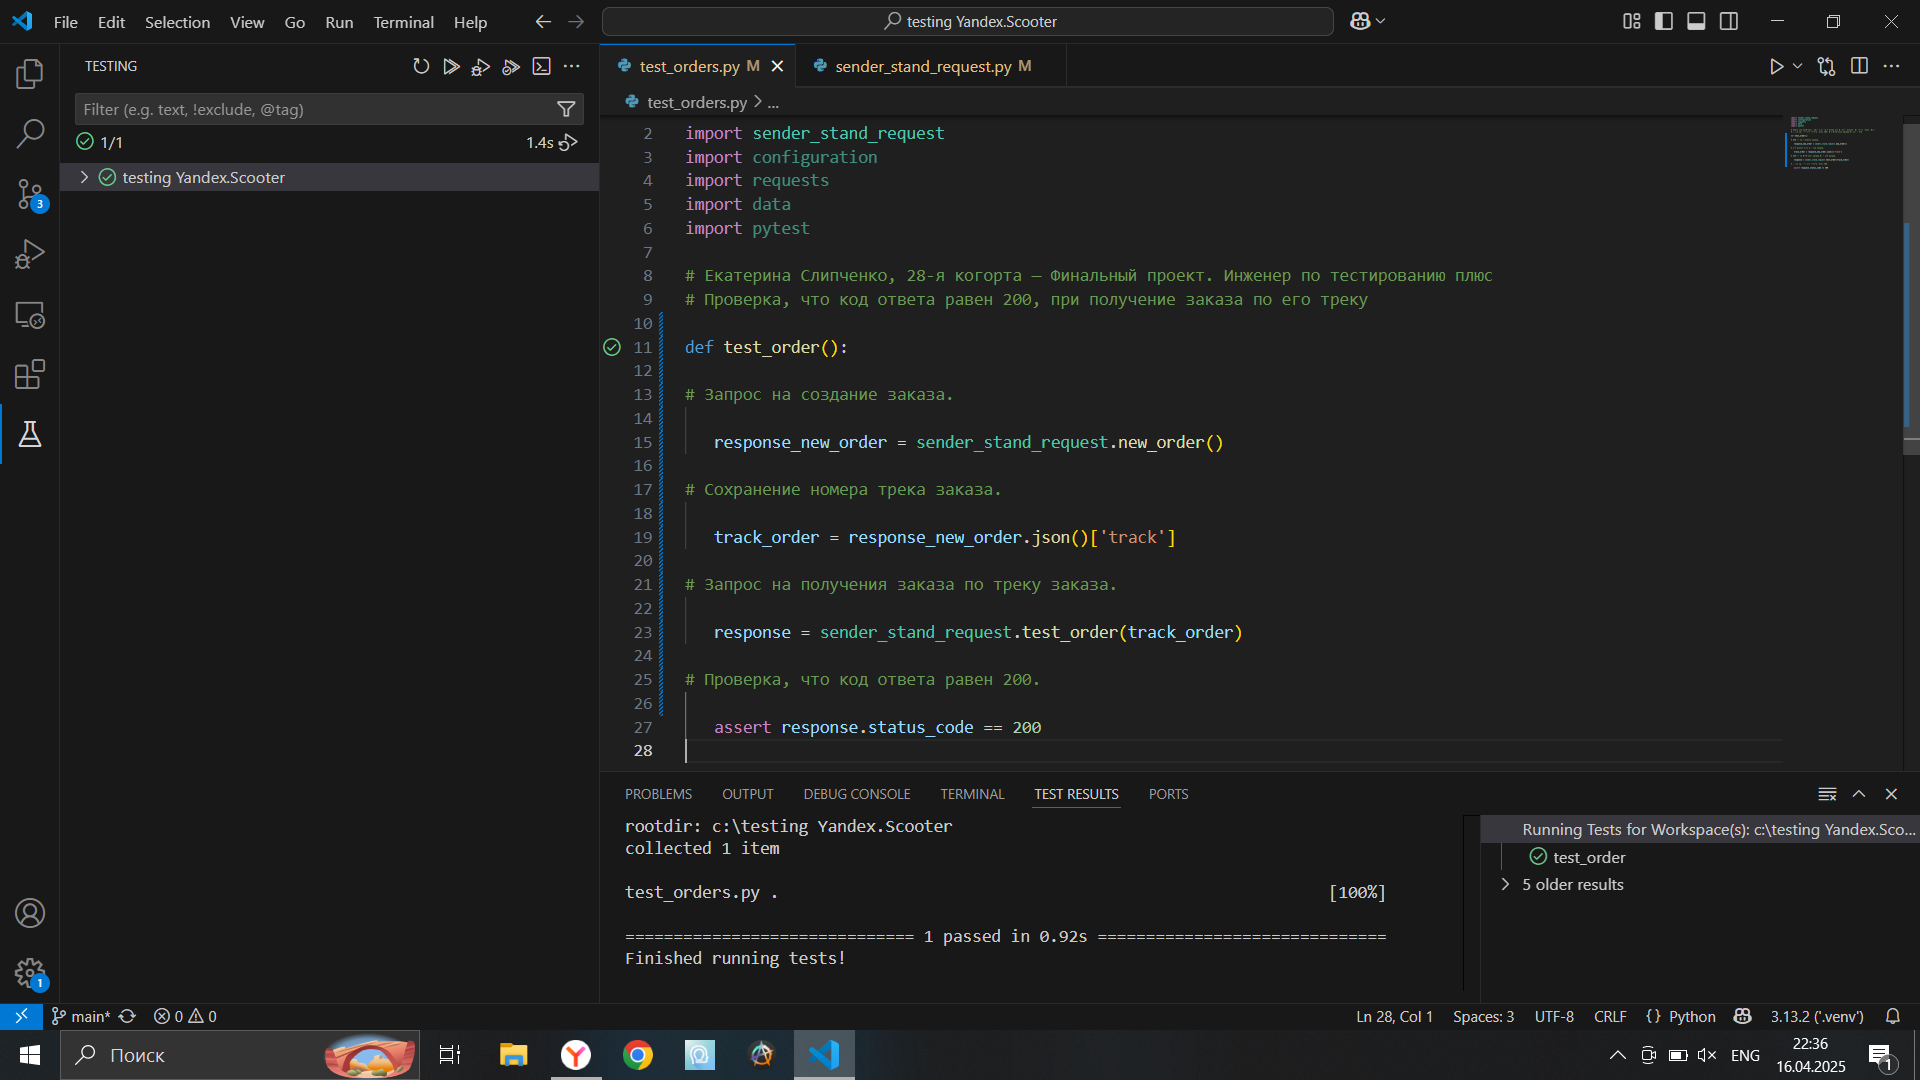 File Edit Selection View Go Run Terminal Help
testing Yandex.Scooter
TESTING
Filter (e.g. text, !exclude, @tag)
1/1
1.4s
testing Yandex.Scooter
3
1
test_orders.py M
sender_stand_request.py M
test_orders.py > ...
2 import sender_stand_request
3 import configuration
4 import requests
5 import data
6 import pytest
7
8 # Екатерина Слипченко, 28-я когорта — Финальный проект. Инженер по тестированию плюс
9 # Проверка, что код ответа равен 200, при получение заказа по его треку
10
11 def test_order():
12
13 # Запрос на создание заказа.
14
15 response_new_order = sender_stand_request.new_order()
16
17 # Сохранение номера трека заказа.
18
19 track_order = response_new_order.json()['track']
20
21 # Запрос на получения заказа по треку заказа.
22
23 response = sender_stand_request.test_order(track_order)
24
25 # Проверка, что код ответа равен 200.
26
27 assert response.status_code == 200
28
PROBLEMS OUTPUT DEBUG CONSOLE TERMINAL TEST RESULTS PORTS
rootdir: c:\testing Yandex.Scooter
collected 1 item
test_orders.py . [100%]
============================== 1 passed in 0.92s ==============================
Finished running tests!
Running Tests for Workspace(s): c:\testing Yandex.Sco...
test_order
5 older results
main* 0 0
Ln 28, Col 1 Spaces: 3 UTF-8 CRLF {} Python 3.13.2 ('.venv')
Поиск
ENG
22:36
16.04.2025
1